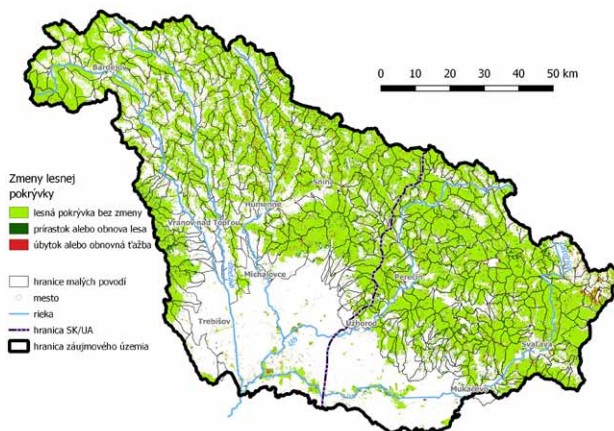 0 10 20 30 40 50 km
Bardejov
Snina
Humenné
Vranov nad Topľou
Michalovce
Perečín
Trebišov
Užhorod
Uh
Svaľava
Mukačevo
Zmeny lesnej
pokrývky
lesná pokrývka bez zmeny
prírastok alebo obnova lesa
úbytok alebo obnovná ťažba
hranice malých povodí
mesto
rieka
hranica SK/UA
hranica záujmového územia